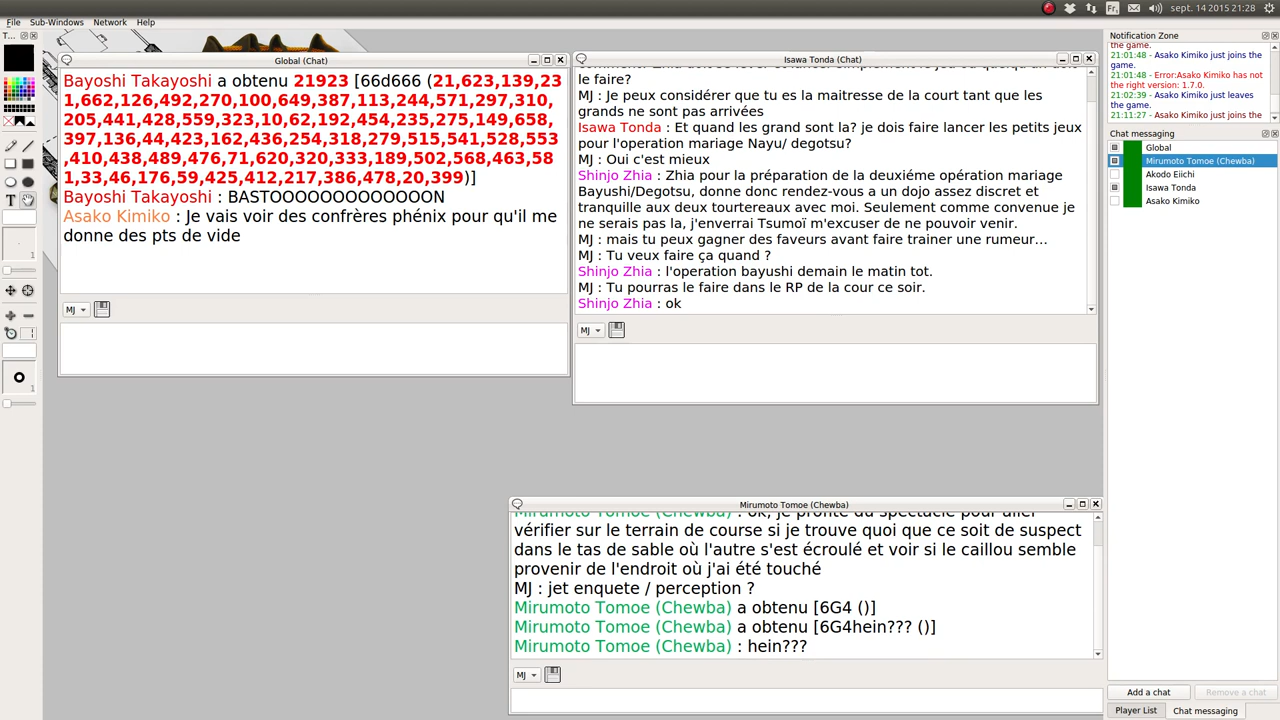 sept. 14 2015 21:28
Fr
File Sub-Windows Network Help
T...
1
1
Global (Chat)
Bayoshi Takayoshi a obtenu 21923 [66d666 (21,623,139,23
1,662,126,492,270,100,649,387,113,244,571,297,310,
205,441,428,559,323,10,62,192,454,235,275,149,658,
397,136,44,423,162,436,254,318,279,515,541,528,553
,410,438,489,476,71,620,320,333,189,502,568,463,58
1,33,46,176,59,425,412,217,386,478,20,399)]
Bayoshi Takayoshi : BASTOOOOOOOOOOOOON
Asako Kimiko : Je vais voir des confrères phénix pour qu'il me
donne des pts de vide
MJ
Isawa Tonda (Chat)
le faire?
MJ : Je peux considérer que tu es la maitresse de la court tant que les
grands ne sont pas arrivées
Isawa Tonda : Et quand les grand sont la? je dois faire lancer les petits jeux
pour l'operation mariage Nayu/ degotsu?
MJ : Oui c'est mieux
Shinjo Zhia : Zhia pour la préparation de la deuxiéme opération mariage
Bayushi/Degotsu, donne donc rendez-vous a un dojo assez discret et
tranquille aux deux tourtereaux avec moi. Seulement comme convenue je
ne serais pas la, j'enverrai Tsumoï m'excuser de ne pouvoir venir.
MJ : mais tu peux gagner des faveurs avant faire trainer une rumeur...
MJ : Tu veux faire ça quand ?
Shinjo Zhia : l'operation bayushi demain le matin tot.
MJ : Tu pourras le faire dans le RP de la cour ce soir.
Shinjo Zhia : ok
MJ
Mirumoto Tomoe (Chewba)
Mirumoto Tomoe (Chewba) : ok, je profite du spectacle pour aller
vérifier sur le terrain de course si je trouve quoi que ce soit de suspect
dans le tas de sable où l'autre s'est écroulé et voir si le caillou semble
provenir de l'endroit où j'ai été touché
MJ : jet enquete / perception ?
Mirumoto Tomoe (Chewba) a obtenu [6G4 ()]
Mirumoto Tomoe (Chewba) a obtenu [6G4hein??? ()]
Mirumoto Tomoe (Chewba) : hein???
MJ
Notification Zone
the game.
21:01:48 - Asako Kimiko just joins the
game.
21:01:48 - Error:Asako Kimiko has not
the right version: 1.7.0.
21:02:39 - Asako Kimiko just leaves
the game.
21:11:27 - Asako Kimiko just joins the
Chat messaging
Global
Mirumoto Tomoe (Chewba)
Akodo Eiichi
Isawa Tonda
Asako Kimiko
Add a chat Remove a chat
Player List Chat messaging